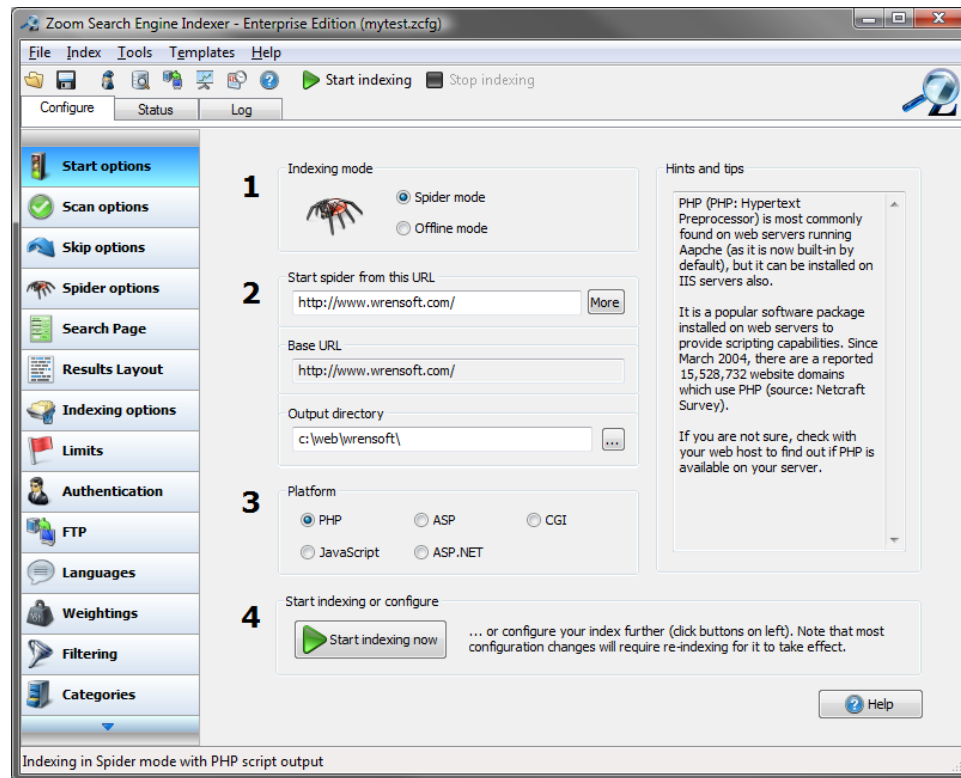 Zoom Search Engine Indexer - Enterprise Edition (mytest.zcfg)
File Index Tools Templates Help
Start indexing Stop indexing
Configure Status Log
Start options
Scan options
Skip options
Spider options
Search Page
Results Layout
Indexing options
Limits
Authentication
FTP
Languages
Weightings
Filtering
Categories
1
Indexing mode
Spider mode
Offline mode
2
Start spider from this URL
http://www.wrensoft.com/ More
Base URL
http://www.wrensoft.com/
Output directory
c:\web\wrensoft\ ...
3
Platform
PHP ASP CGI
JavaScript ASP.NET
4
Start indexing or configure
Start indexing now
... or configure your index further (click buttons on left). Note that most
configuration changes will require re-indexing for it to take effect.
Hints and tips
PHP (PHP: Hypertext
Preprocessor) is most commonly
found on web servers running
Aapche (as it is now built-in by
default), but it can be installed on
IIS servers also.
It is a popular software package
installed on web servers to
provide scripting capabilities. Since
March 2004, there are a reported
15,528,732 website domains
which use PHP (source: Netcraft
Survey).
If you are not sure, check with
your web host to find out if PHP is
available on your server.
Help
Indexing in Spider mode with PHP script output